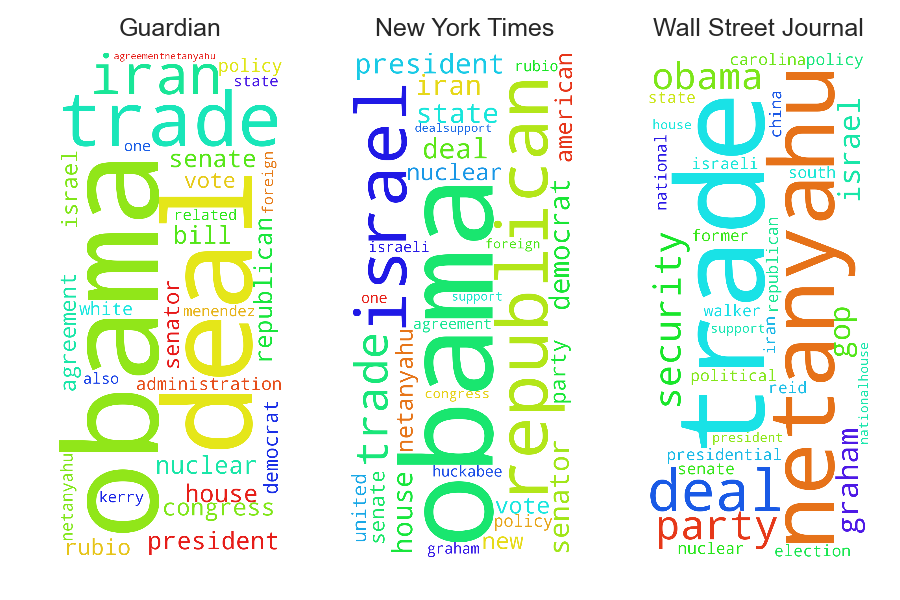 Guardian
agreementnetanyahu
iran
policy
state
trade
one
senate
israel
obama
vote
deal
foreign
related
bill
republican
agreement
white
senator
menendez
also
administration
democrat
netanyahu
nuclear
kerry
house
congress
rubio
president
New York Times
president
rubio
american
iran
israel
state
dealsupport
deal
nuclear
republican
obama
democrat
israeli
foreign
one
support
agreement
trade
netanyahu
party
congress
huckabee
senator
united
senate
house
vote
policy
graham
new
Wall Street Journal
carolina
policy
obama
state
netanyahu
trade
china
israel
house
national
israeli
south
republican
former
security
walker
iran
support
gop
political
reid
nationalhouse
president
presidential
graham
senate
deal
party
nuclear
election